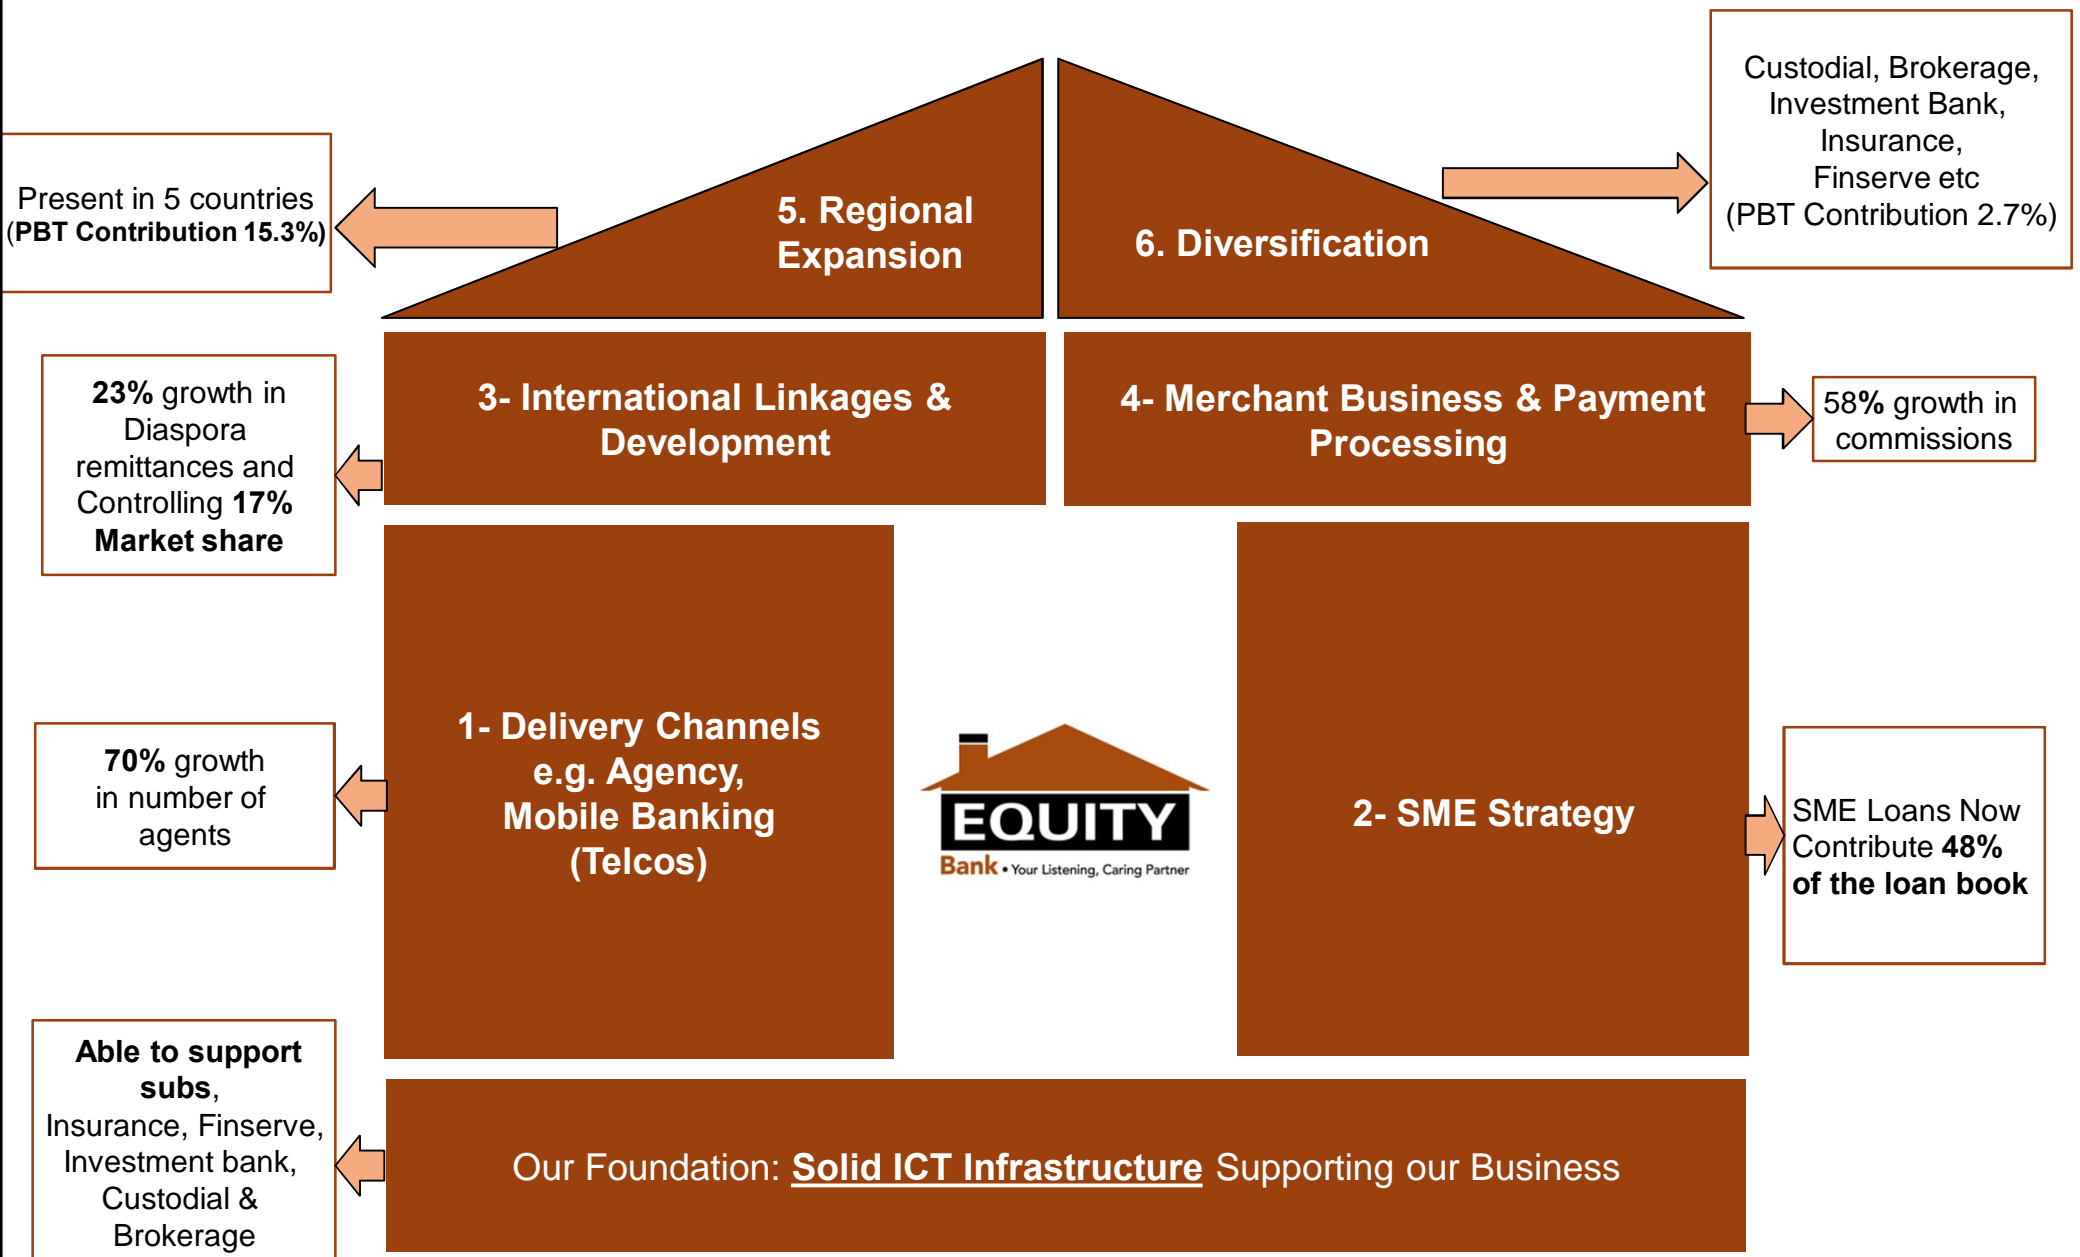 Custodial, Brokerage,
Investment Bank,
Insurance,
Finserve etc
(PBT Contribution 2.7%)
Present in 5 countries
(PBT Contribution 15.3%)
5. Regional
Expansion
6. Diversification
23% growth in
Diaspora
remittances and
Controlling 17%
Market share
3- International Linkages &
Development
4- Merchant Business & Payment
Processing
58% growth in
commissions
70% growth
in number of
agents
1- Delivery Channels
e.g. Agency,
Mobile Banking
(Telcos)
EQUITY
Bank • Your Listening, Caring Partner
2- SME Strategy
SME Loans Now
Contribute 48%
of the loan book
Able to support
subs,
Insurance, Finserve,
Investment bank,
Custodial &
Brokerage
Our Foundation: Solid ICT Infrastructure Supporting our Business